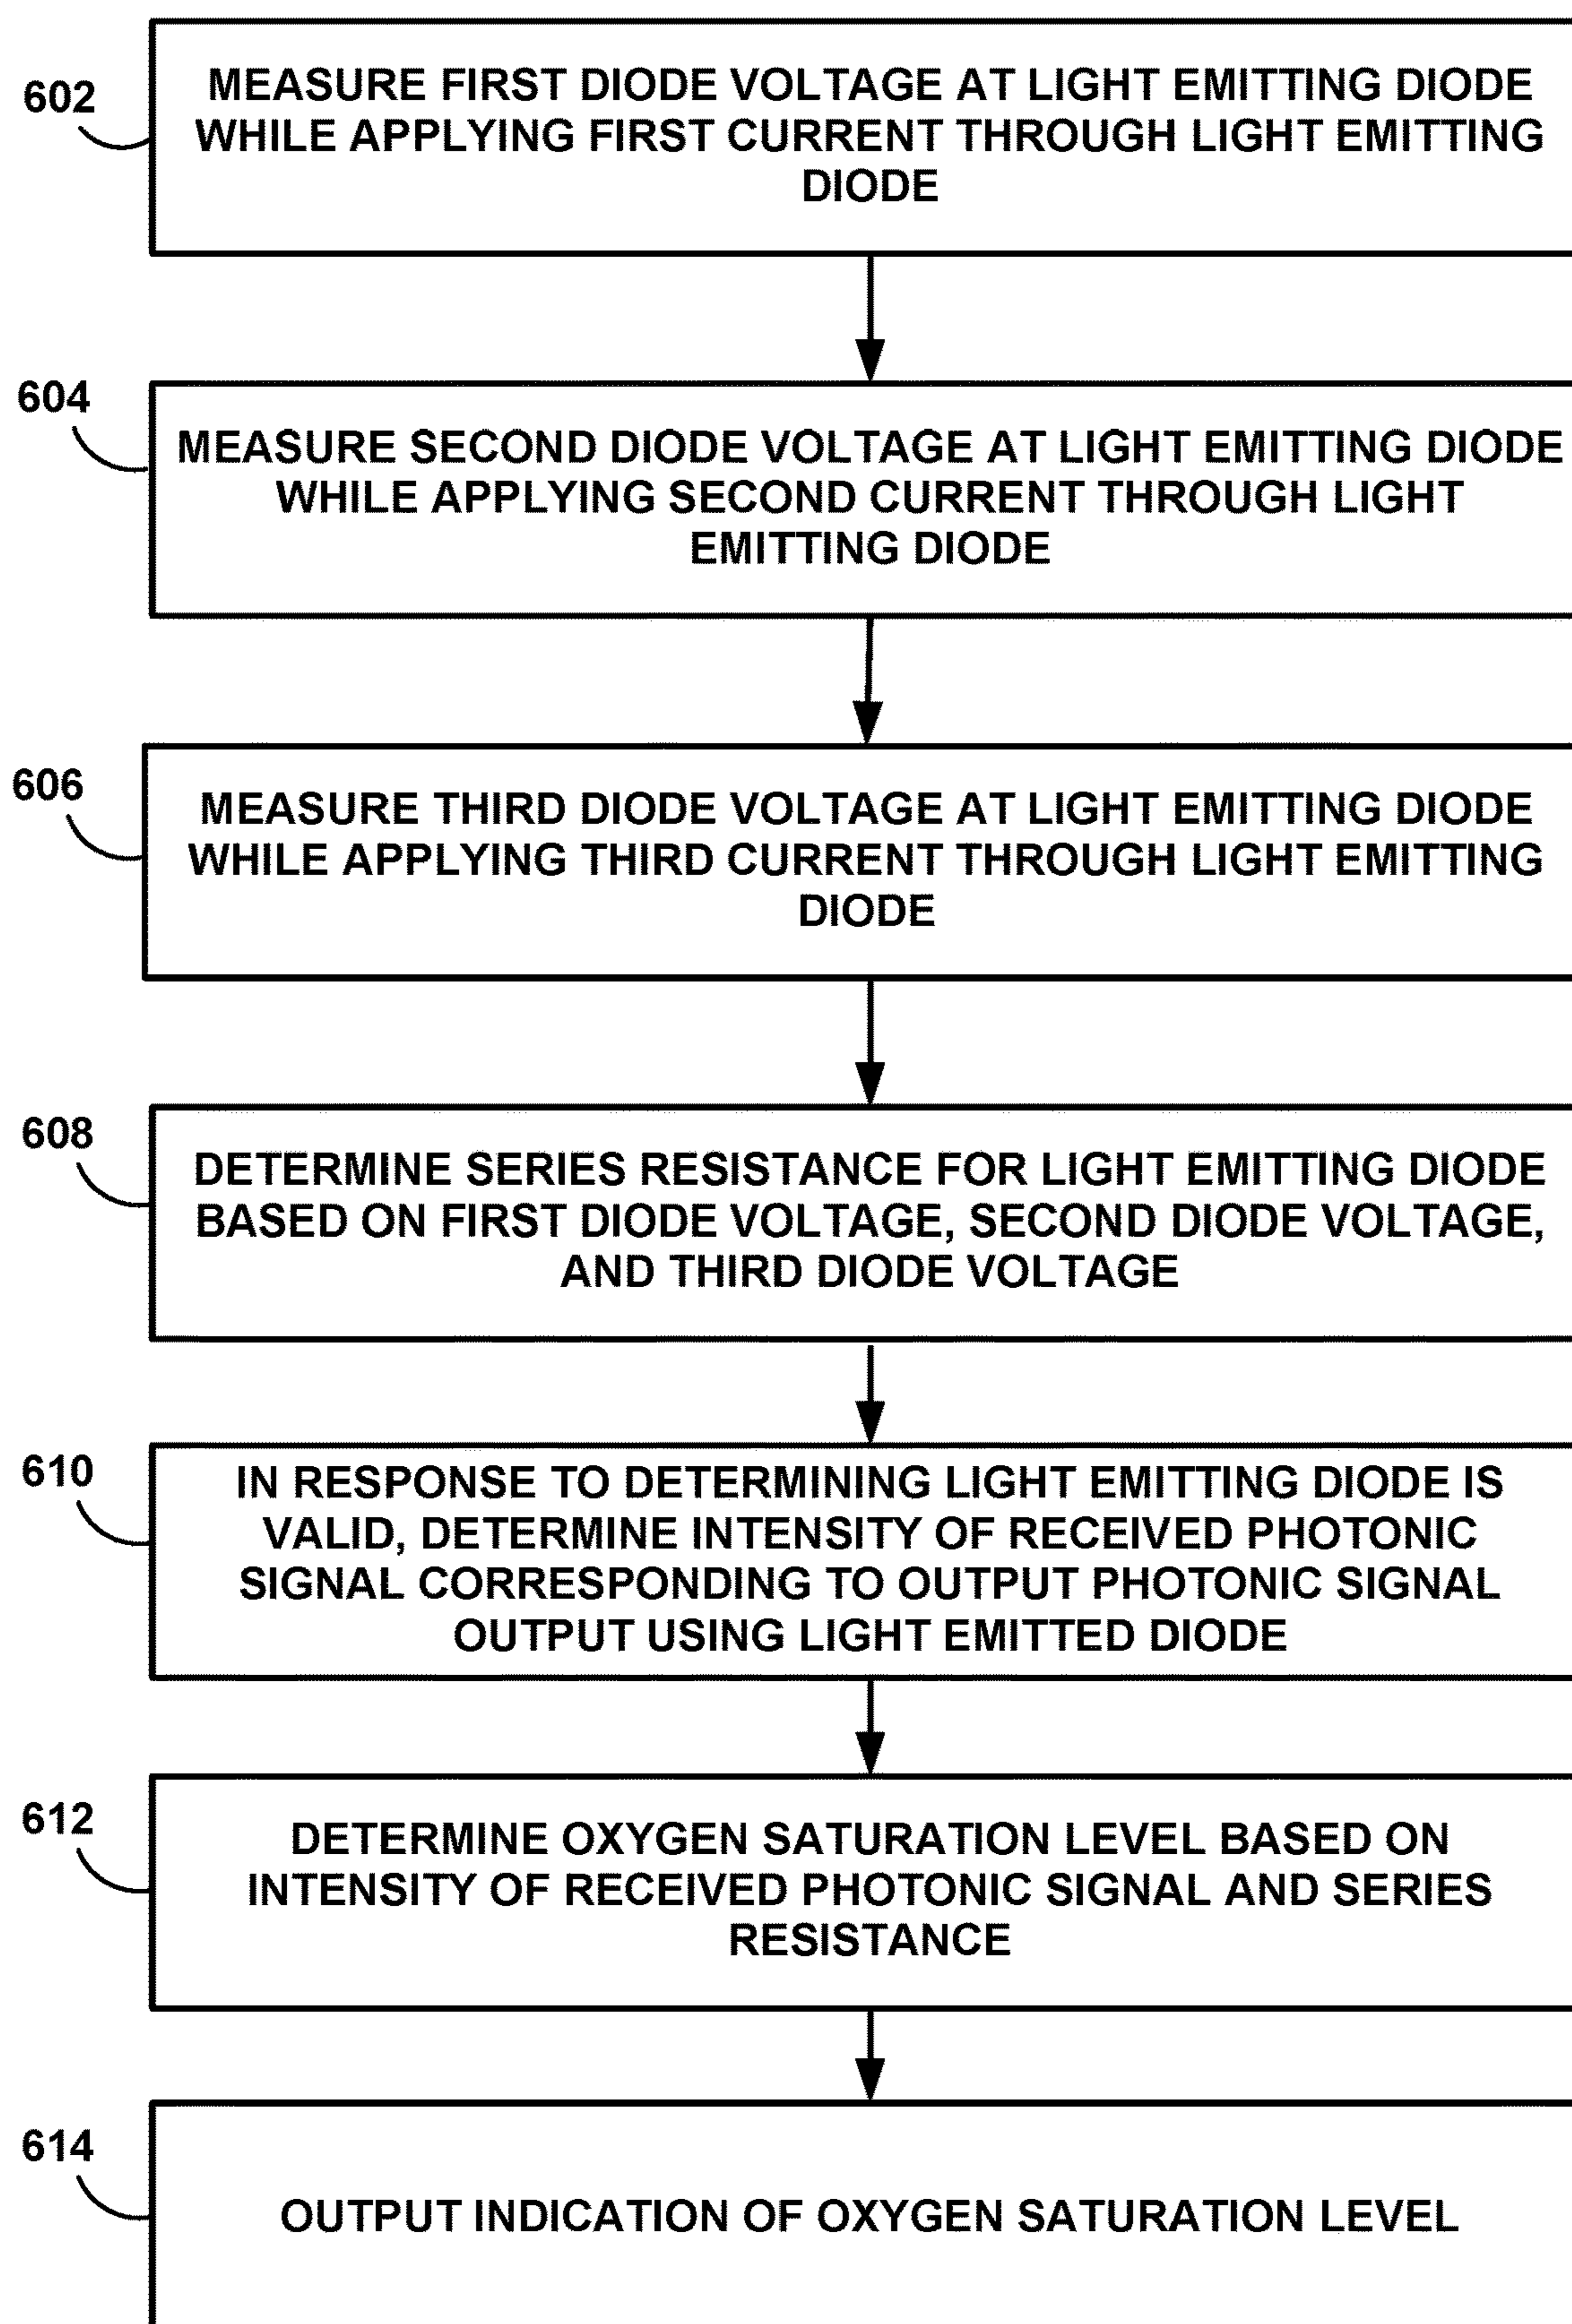 602
MEASURE FIRST DIODE VOLTAGE AT LIGHT EMITTING DIODE
WHILE APPLYING FIRST CURRENT THROUGH LIGHT EMITTING
DIODE
604
MEASURE SECOND DIODE VOLTAGE AT LIGHT EMITTING DIODE
WHILE APPLYING SECOND CURRENT THROUGH LIGHT
EMITTING DIODE
606
MEASURE THIRD DIODE VOLTAGE AT LIGHT EMITTING DIODE
WHILE APPLYING THIRD CURRENT THROUGH LIGHT EMITTING
DIODE
608
DETERMINE SERIES RESISTANCE FOR LIGHT EMITTING DIODE
BASED ON FIRST DIODE VOLTAGE, SECOND DIODE VOLTAGE,
AND THIRD DIODE VOLTAGE
610
IN RESPONSE TO DETERMINING LIGHT EMITTING DIODE IS
VALID, DETERMINE INTENSITY OF RECEIVED PHOTONIC
SIGNAL CORRESPONDING TO OUTPUT PHOTONIC SIGNAL
OUTPUT USING LIGHT EMITTED DIODE
612
DETERMINE OXYGEN SATURATION LEVEL BASED ON
INTENSITY OF RECEIVED PHOTONIC SIGNAL AND SERIES
RESISTANCE
614
OUTPUT INDICATION OF OXYGEN SATURATION LEVEL